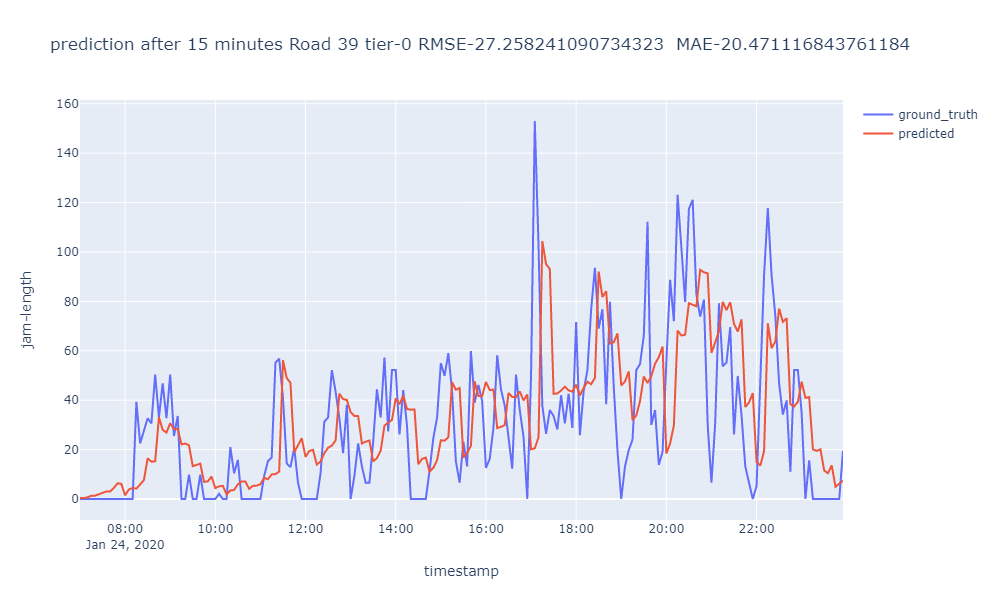 prediction after 15 minutes Road 39 tier-0 RMSE-27.258241090734323  MAE-20.471116843761184
ground_truth
predicted
160
140
120
100
80
60
40
20
0
jam-length
08:00 10:00 12:00 14:00 16:00 18:00 20:00 22:00
Jan 24, 2020
timestamp